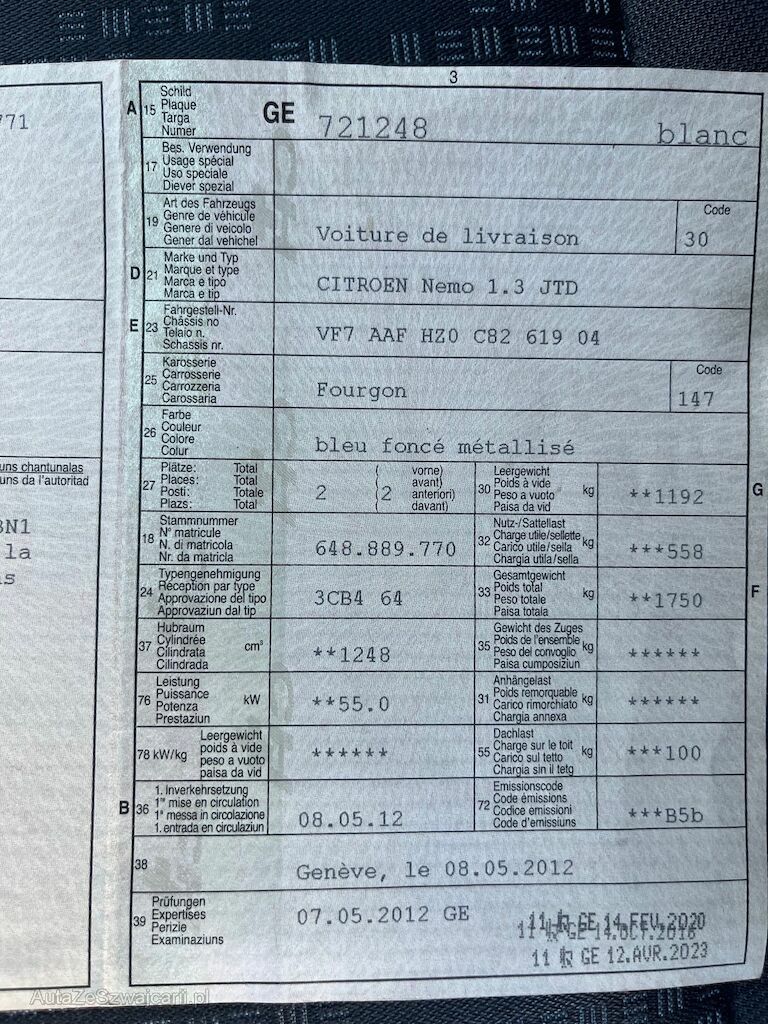 3
771
A 15 Schild
Plaque
Targa
Numer
GE 721248 blanc
17 Bes. Verwendung
Usage spécial
Uso speciale
Diever spezial
19 Art des Fahrzeugs
Genre de véhicule
Genere di veicolo
Gener dal vehichel
Voiture de livraison
Code
30
D 21 Marke und Typ
Marque et type
Marca e tipo
Marca e tip
CITROEN Nemo 1.3 JTD
E 23 Fahrgestell-Nr.
Châssis no
Telaio n.
Schassis nr.
VF7 AAF HZ0 C82 619 04
25 Karosserie
Carrosserie
Carrozzeria
Carossaria
Fourgon
Code
147
26 Farbe
Couleur
Colore
Colur
bleu foncé métallisé
uns chantunalas
uns da l'autoritad
BN1
la
s
27 Plätze: Total
Places: Total
Posti: Totale
Plazs: Total
2 (2
( vorne)
avant)
anteriori)
( davant)
30 Leergewicht
Poids à vide
Peso a vuoto
Paisa da vid
kg
**1192
G
18 Stammnummer
N° matricule
N. di matricola
Nr. da matricla
648.889.770
32 Nutz-/Sattellast
Charge utile/sellette
Carico utile/sella
Chargia utila/sella
kg
***558
24 Typengenehmigung
Réception par type
Approvazione del tipo
Approvaziun dal tip
3CB4 64
33 Gesamtgewicht
Poids total
Peso totale
Paisa totala
kg
**1750
F
37 Hubraum
Cylindrée
Cilindrata
Cilindrada
cm³
**1248
35 Gewicht des Zuges
Poids de l'ensemble
Peso del convoglio
Paisa cumposiziun
kg
******
76 Leistung
Puissance
Potenza
Prestaziun
kW
**55.0
31 Anhängelast
Poids remorquable
Carico rimorchiato
Chargia annexa
kg
******
78 kW/kg
Leergewicht
poids à vide
peso a vuoto
paisa da vid
******
55 Dachlast
Charge sur le toit
Carico sul tetto
Chargia sin il tetg
kg
***100
B 36 1. Inverkehrsetzung
1re mise en circulation
1a messa in circolazione
1. entrada en circulaziun
08.05.12
72 Emissionscode
Code émissions
Codice emissioni
Code d'emissiuns
***B5b
38
Genève, le 08.05.2012
39 Prüfungen
Expertises
Perizie
Examinaziuns
07.05.2012 GE
11 GE 14.FEV.2020
11 GE 14.OCT.2016
11 GE 12.AVR.2023
AutaZeSzwajcarii.pl